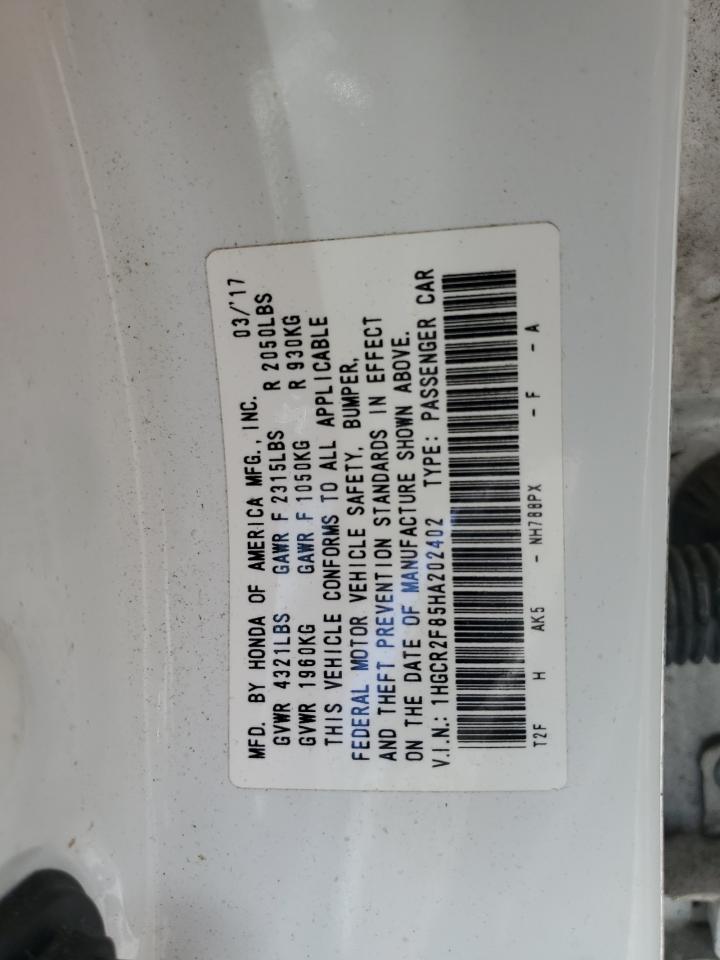 MFD. BY HONDA OF AMERICA MFG., INC. 03/'17
GVWR 4321LBS GAWR F 2315LBS R 2050LBS
GVWR 1960KG GAWR F 1050KG R 930KG
THIS VEHICLE CONFORMS TO ALL APPLICABLE
FEDERAL MOTOR VEHICLE SAFETY, BUMPER,
AND THEFT PREVENTION STANDARDS IN EFFECT
ON THE DATE OF MANUFACTURE SHOWN ABOVE.
V.I.N.: 1HGCR2F85HA202402 TYPE: PASSENGER CAR
T2F H AK5 - NH788PX - F - A